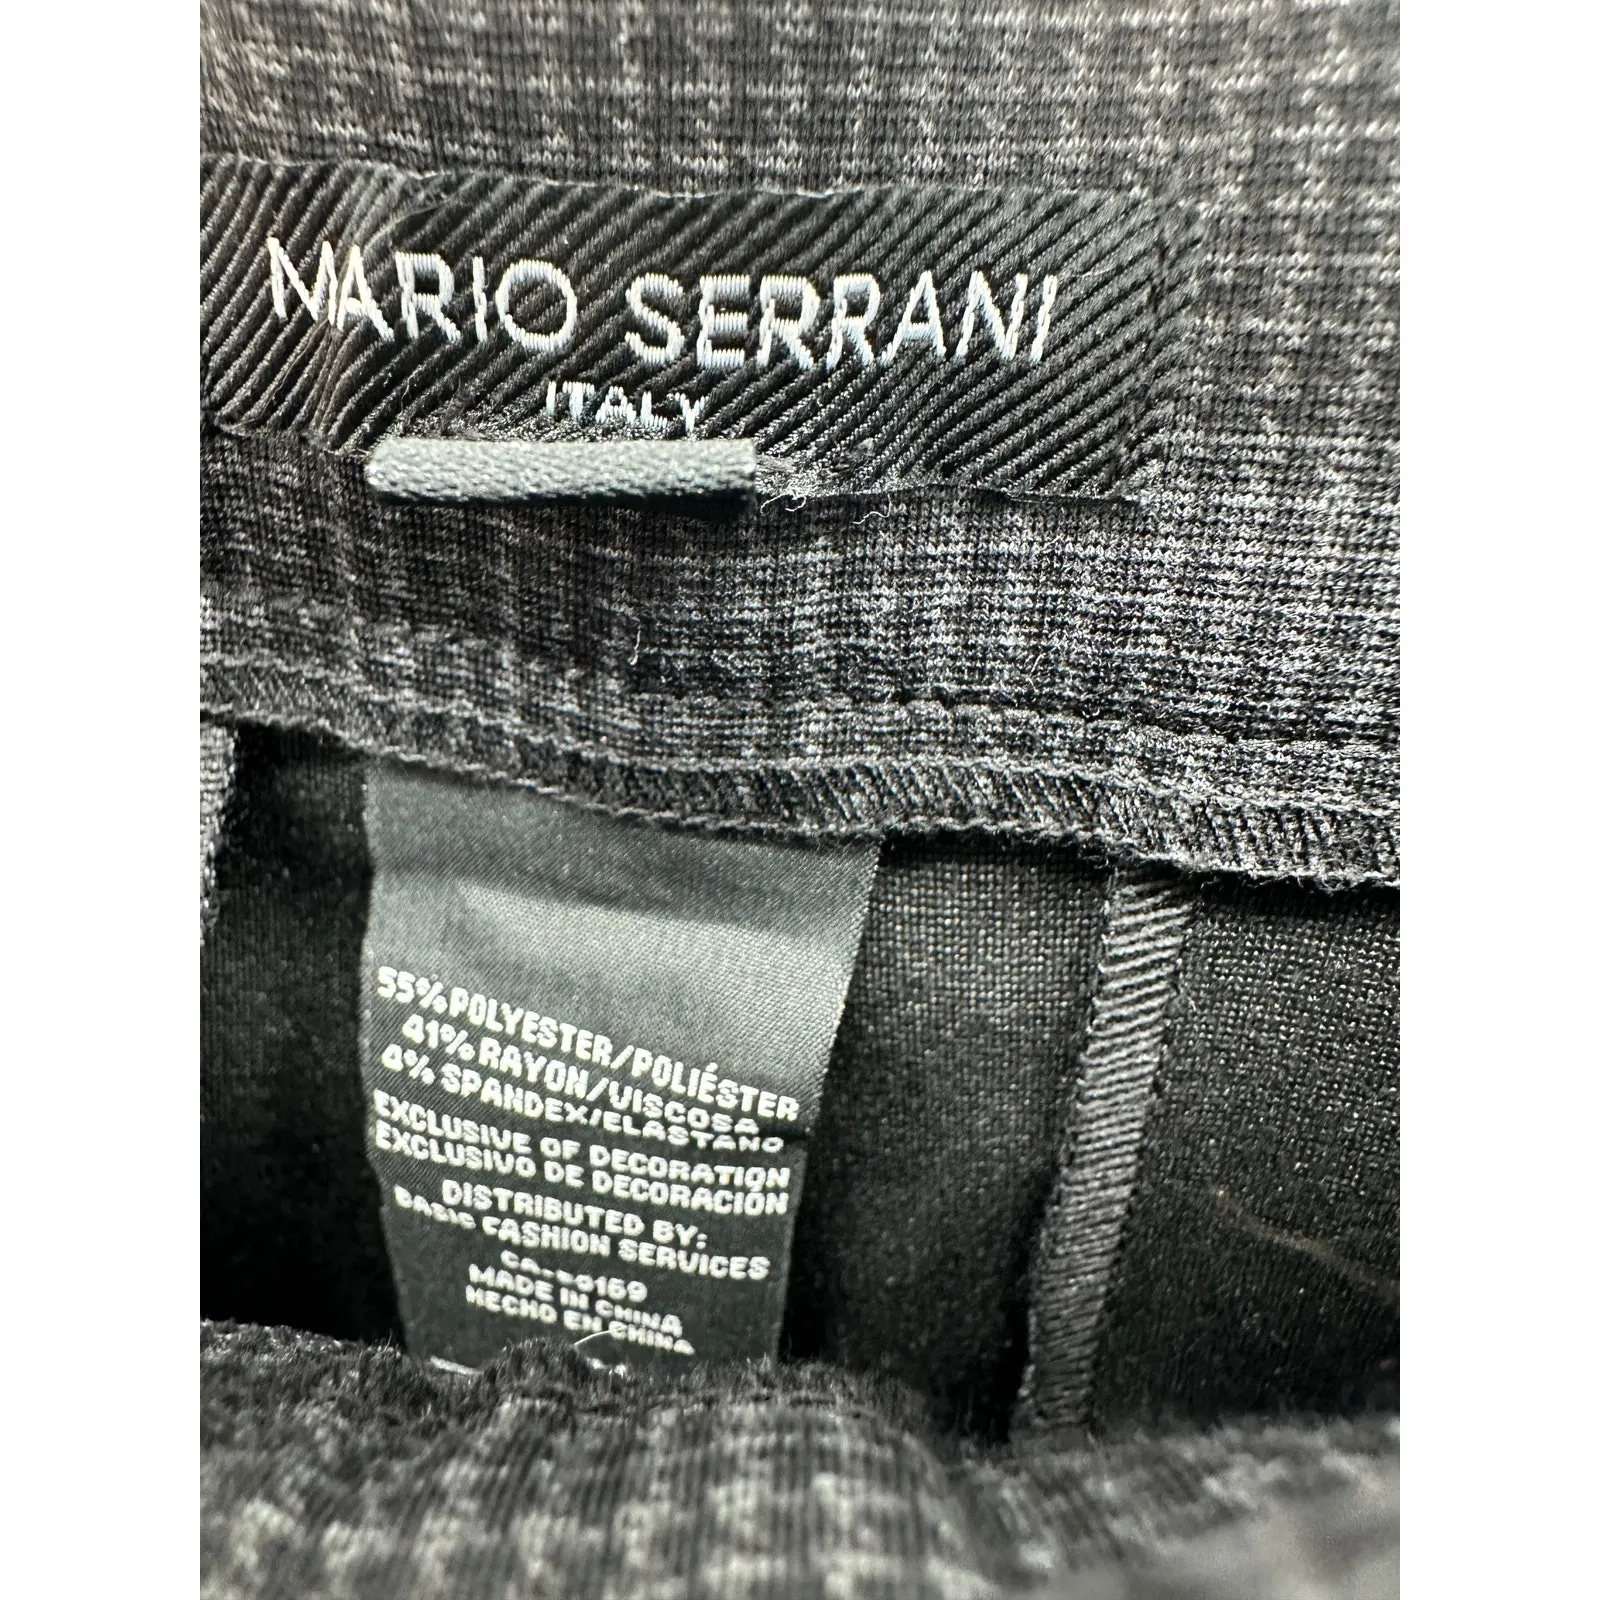 MARIO SERRANI
ITALY
55% POLYESTER/POLIÉSTER
41% RAYON/VISCOSA
4% SPANDEX/ELASTANO
EXCLUSIVE OF DECORATION
EXCLUSIVO DE DECORACIÓN
DISTRIBUTED BY:
BASIC FASHION SERVICES
MADE IN CHINA
HECHO EN CHINA